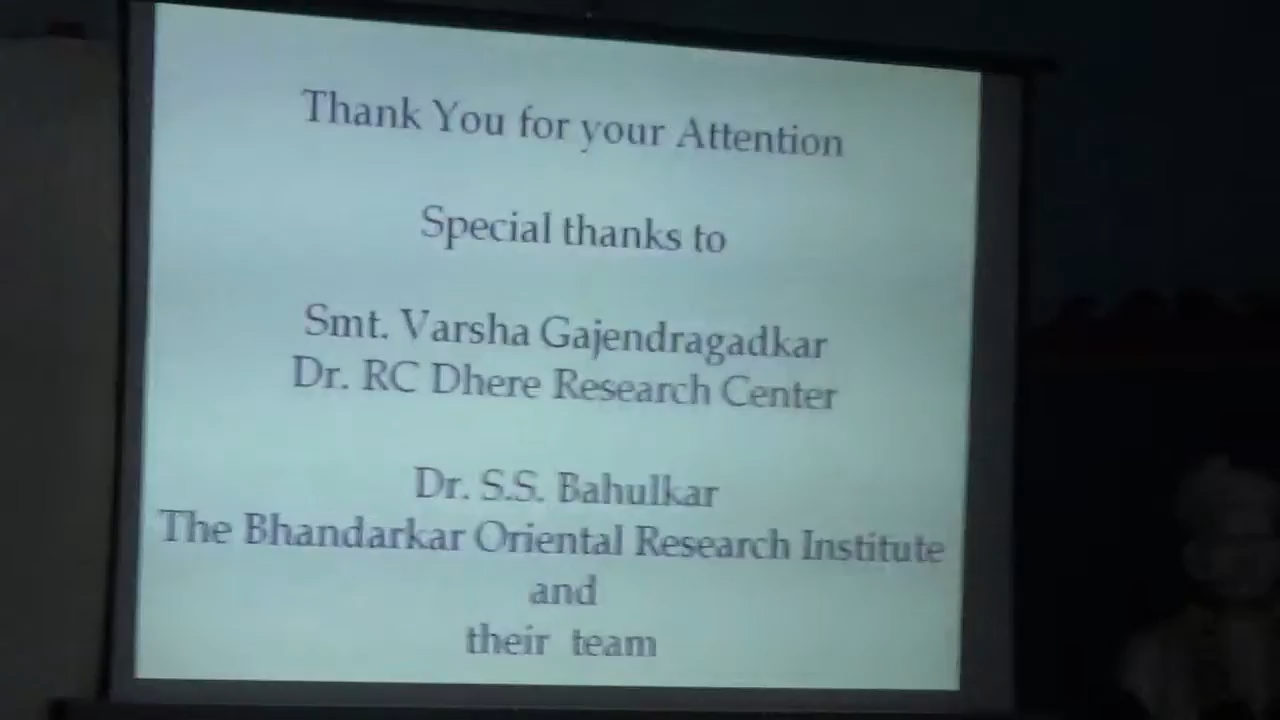 Thank You for your Attention
Special thanks to
Smt. Varsha Gajendragadkar
Dr. RC Dhere Research Center
Dr. S.S. Bahulkar
The Bhandarkar Oriental Research Institute
and
their team